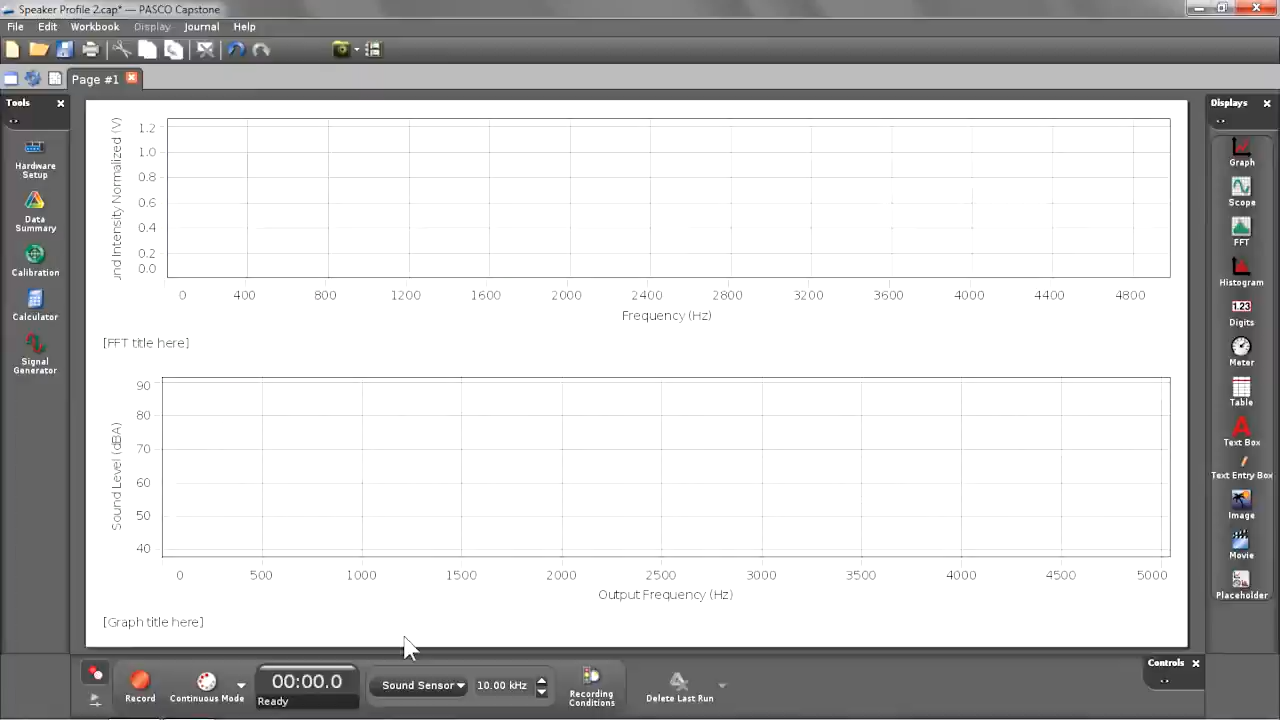 Speaker Profile 2.cap* — PASCO Capstone
File Edit Workbook Display Journal Help
Page #1
Tools
Displays
Hardware
Setup
Data
Summary
Calibration
Calculator
Signal
Generator
und Intensity Normalized (V)
1.2
1.0
0.8
0.6
0.4
0.2
0.0
0 400 800 1200 1600 2000 2400 2800 3200 3600 4000 4400 4800
Frequency (Hz)
[FFT title here]
Sound Level (dBA)
90
80
70
60
50
40
0 500 1000 1500 2000 2500 3000 3500 4000 4500 5000
Output Frequency (Hz)
[Graph title here]
Graph
Scope
FFT
Histogram
1.23
Digits
Meter
Table
A
Text Box
Text Entry Box
Image
Movie
Placeholder
Record
Continuous Mode
00:00.0
Ready
Sound Sensor
10.00 kHz
Recording
Conditions
Delete Last Run
Controls